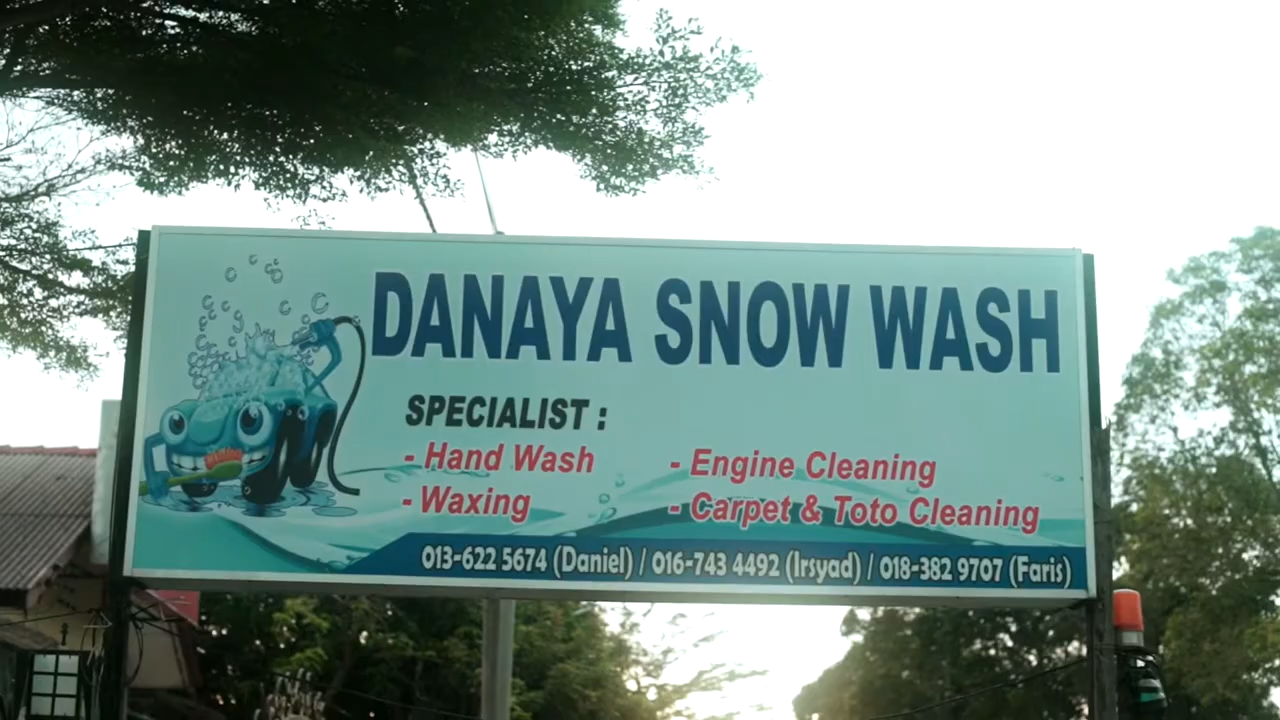 DANAYA SNOW WASH
SPECIALIST :
- Hand Wash
- Waxing
- Engine Cleaning
- Carpet & Toto Cleaning
013-622 5674 (Daniel) / 016-743 4492 (Irsyad) / 018-382 9707 (Faris)